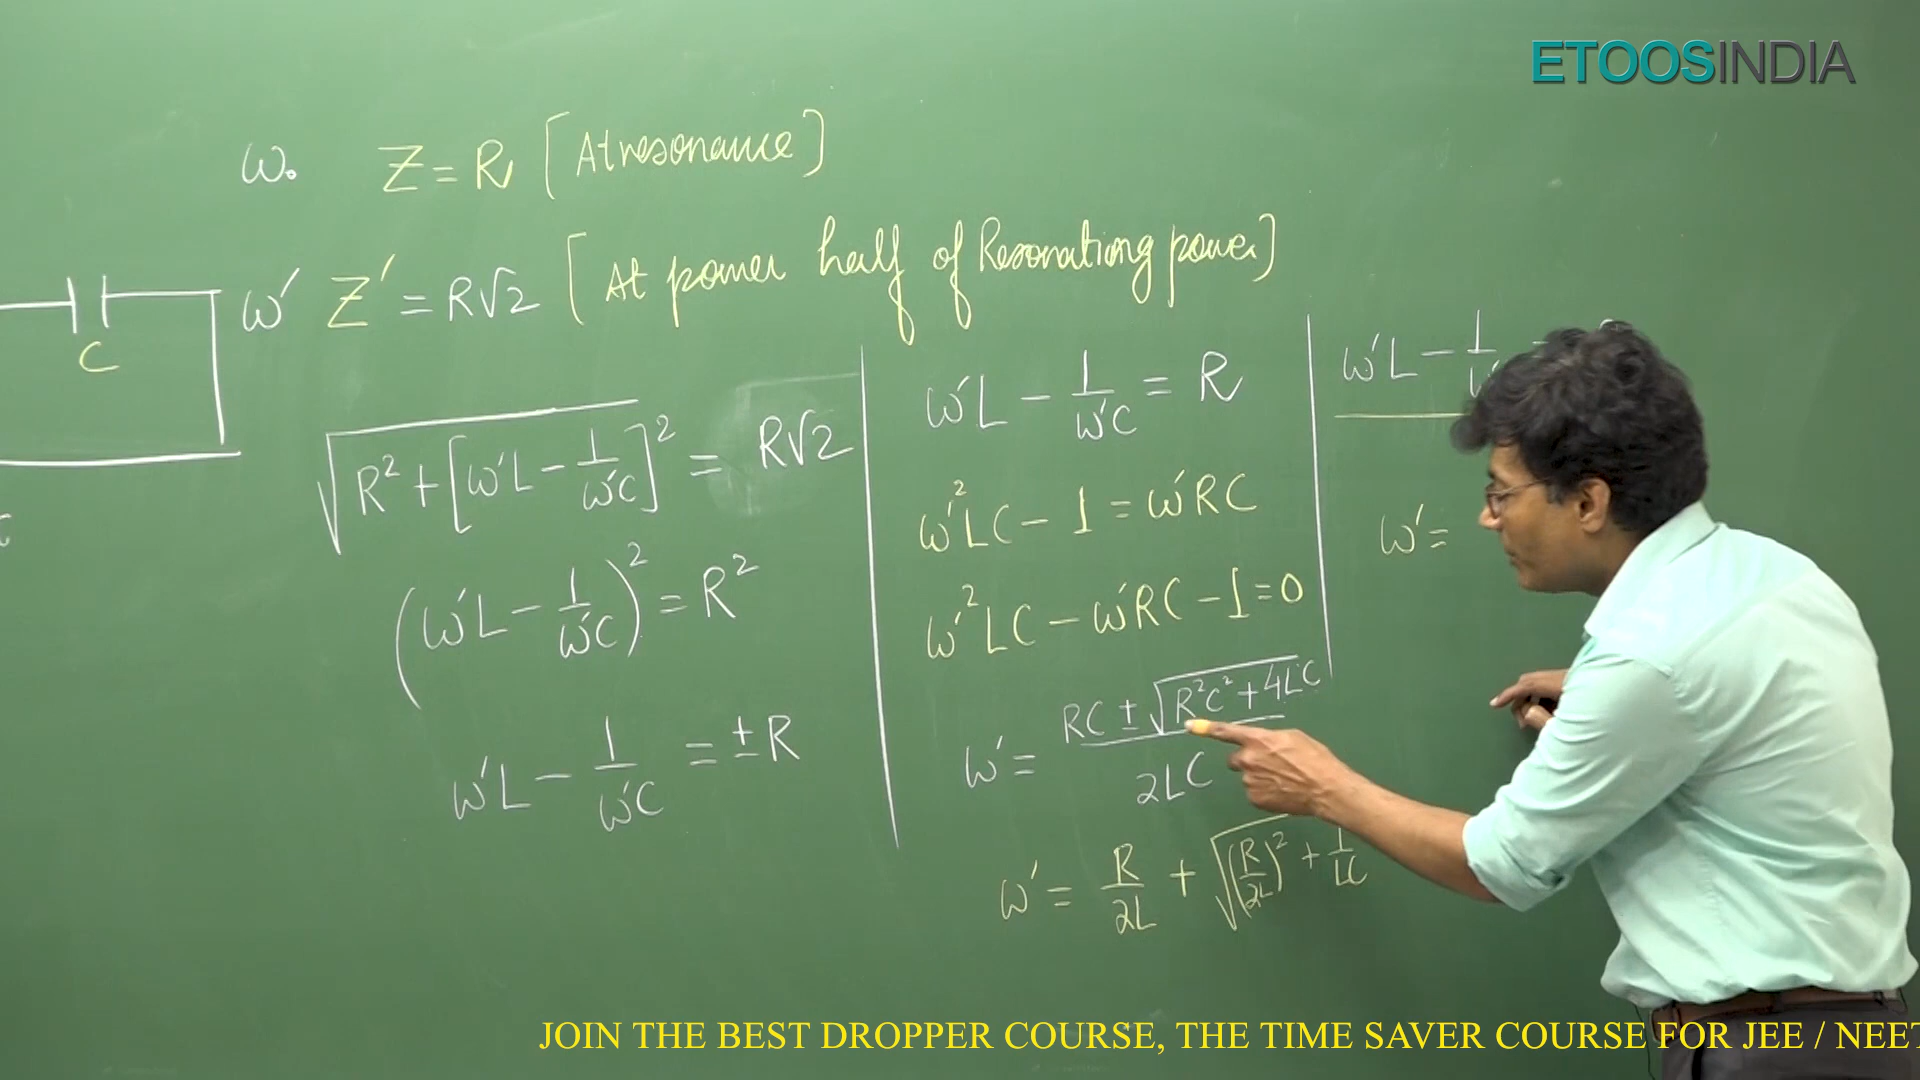 ETOOSINDIA
ω₀ Z = R [At resonance]
ω' Z' = R√2 [At power half of Resonating power]
C
√(R² + [ω'L - 1/ω'C]²) = R√2
(ω'L - 1/ω'C)² = R²
ω'L - 1/ω'C = ±R
ω'L - 1/ω'C = R
ω'²LC - 1 = ω'RC
ω'²LC - ω'RC - 1 = 0
ω' = (RC ± √(R²C² + 4LC))/2LC
ω' = R/2L + √((R/2L)² + 1/LC)
ω'L - 1/
ω' =
JOIN THE BEST DROPPER COURSE, THE TIME SAVER COURSE FOR JEE / NEET